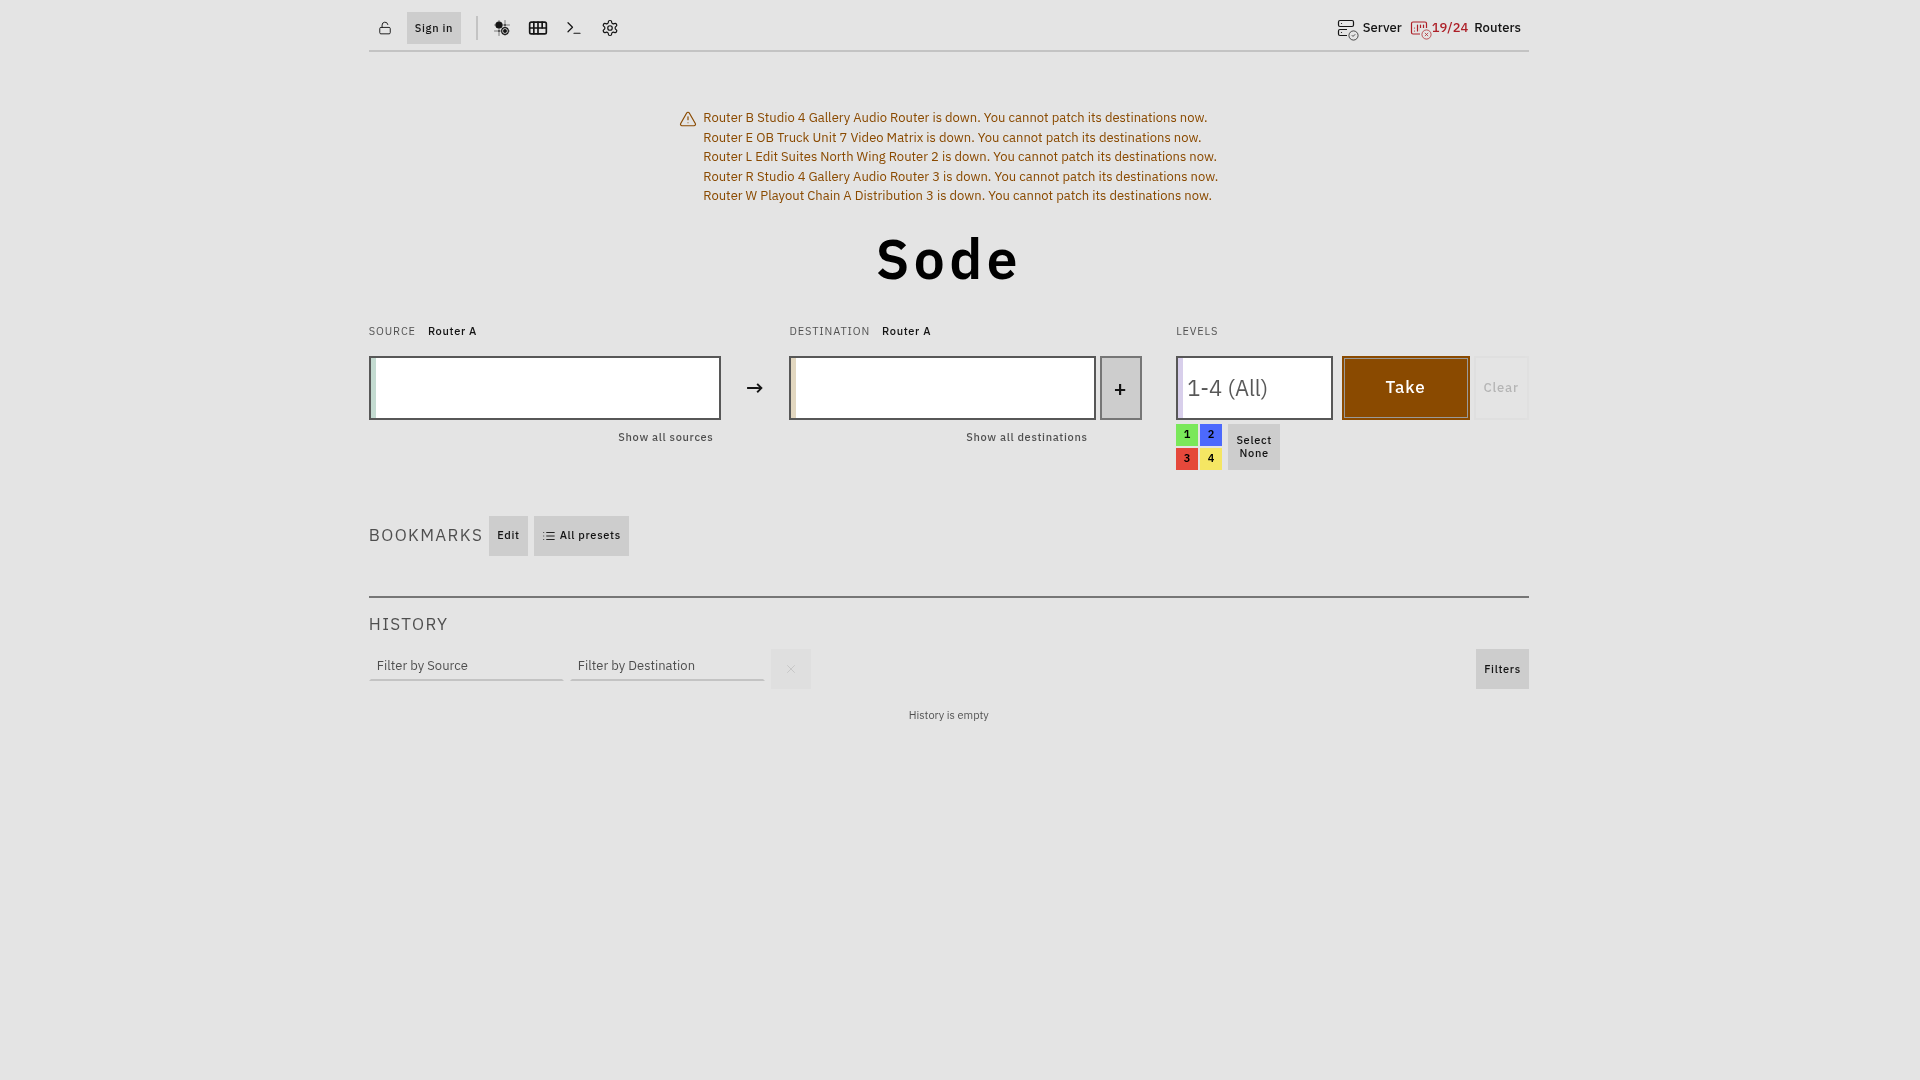 Sign in
Server
19/24 Routers
Router B Studio 4 Gallery Audio Router is down. You cannot patch its destinations now.
Router E OB Truck Unit 7 Video Matrix is down. You cannot patch its destinations now.
Router L Edit Suites North Wing Router 2 is down. You cannot patch its destinations now.
Router R Studio 4 Gallery Audio Router 3 is down. You cannot patch its destinations now.
Router W Playout Chain A Distribution 3 is down. You cannot patch its destinations now.
Sode
SOURCE Router A
DESTINATION Router A
LEVELS
+
1-4 (All)
Take
Clear
Show all sources
Show all destinations
1 2
3 4
Select
None
BOOKMARKS
Edit
All presets
HISTORY
Filter by Source
Filter by Destination
Filters
History is empty